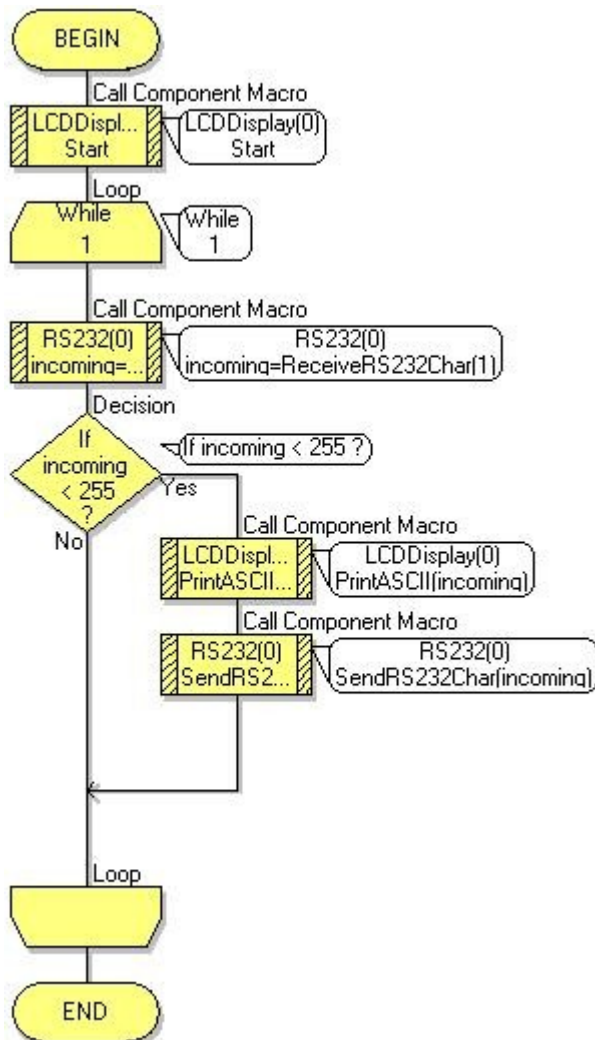 BEGIN
Call Component Macro
LCDDispl...
Start
LCDDisplay(0)
Start
Loop
While
1
While
1
Call Component Macro
RS232(0)
incoming=...
RS232(0)
incoming=ReceiveRS232Char(1)
Decision
If
incoming
< 255
?
If incoming < 255 ?
Yes
No
Call Component Macro
LCDDispl...
PrintASCII...
LCDDisplay(0)
PrintASCII(incoming)
Call Component Macro
RS232(0)
SendRS2...
RS232(0)
SendRS232Char(incoming)
Loop
END